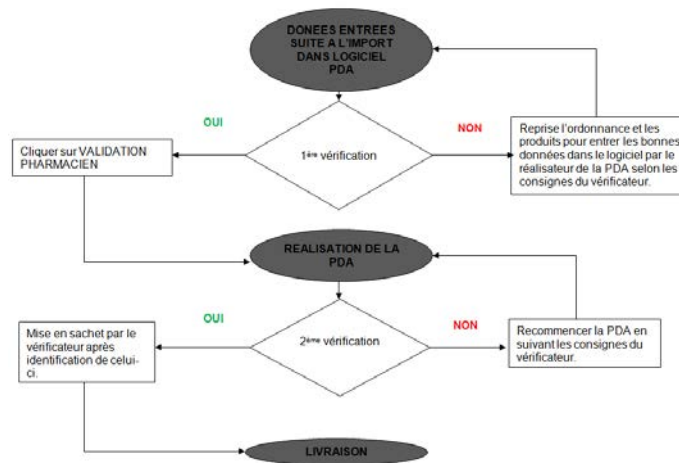 DONEES ENTREES
SUITE A L'IMPORT
DANS LOGICIEL
PDA
OUI
NON
Cliquer sur VALIDATION
PHARMACIEN
1ère vérification
Reprise l'ordonnance et les
produits pour entrer les bonnes
données dans le logiciel par le
réalisateur de la PDA selon les
consignes du vérificateur.
REALISATION DE LA
PDA
OUI
NON
Mise en sachet par le
vérificateur après
identification de celui-
ci.
2ème vérification
Recommencer la PDA en
suivant les consignes du
vérificateur.
LIVRAISON